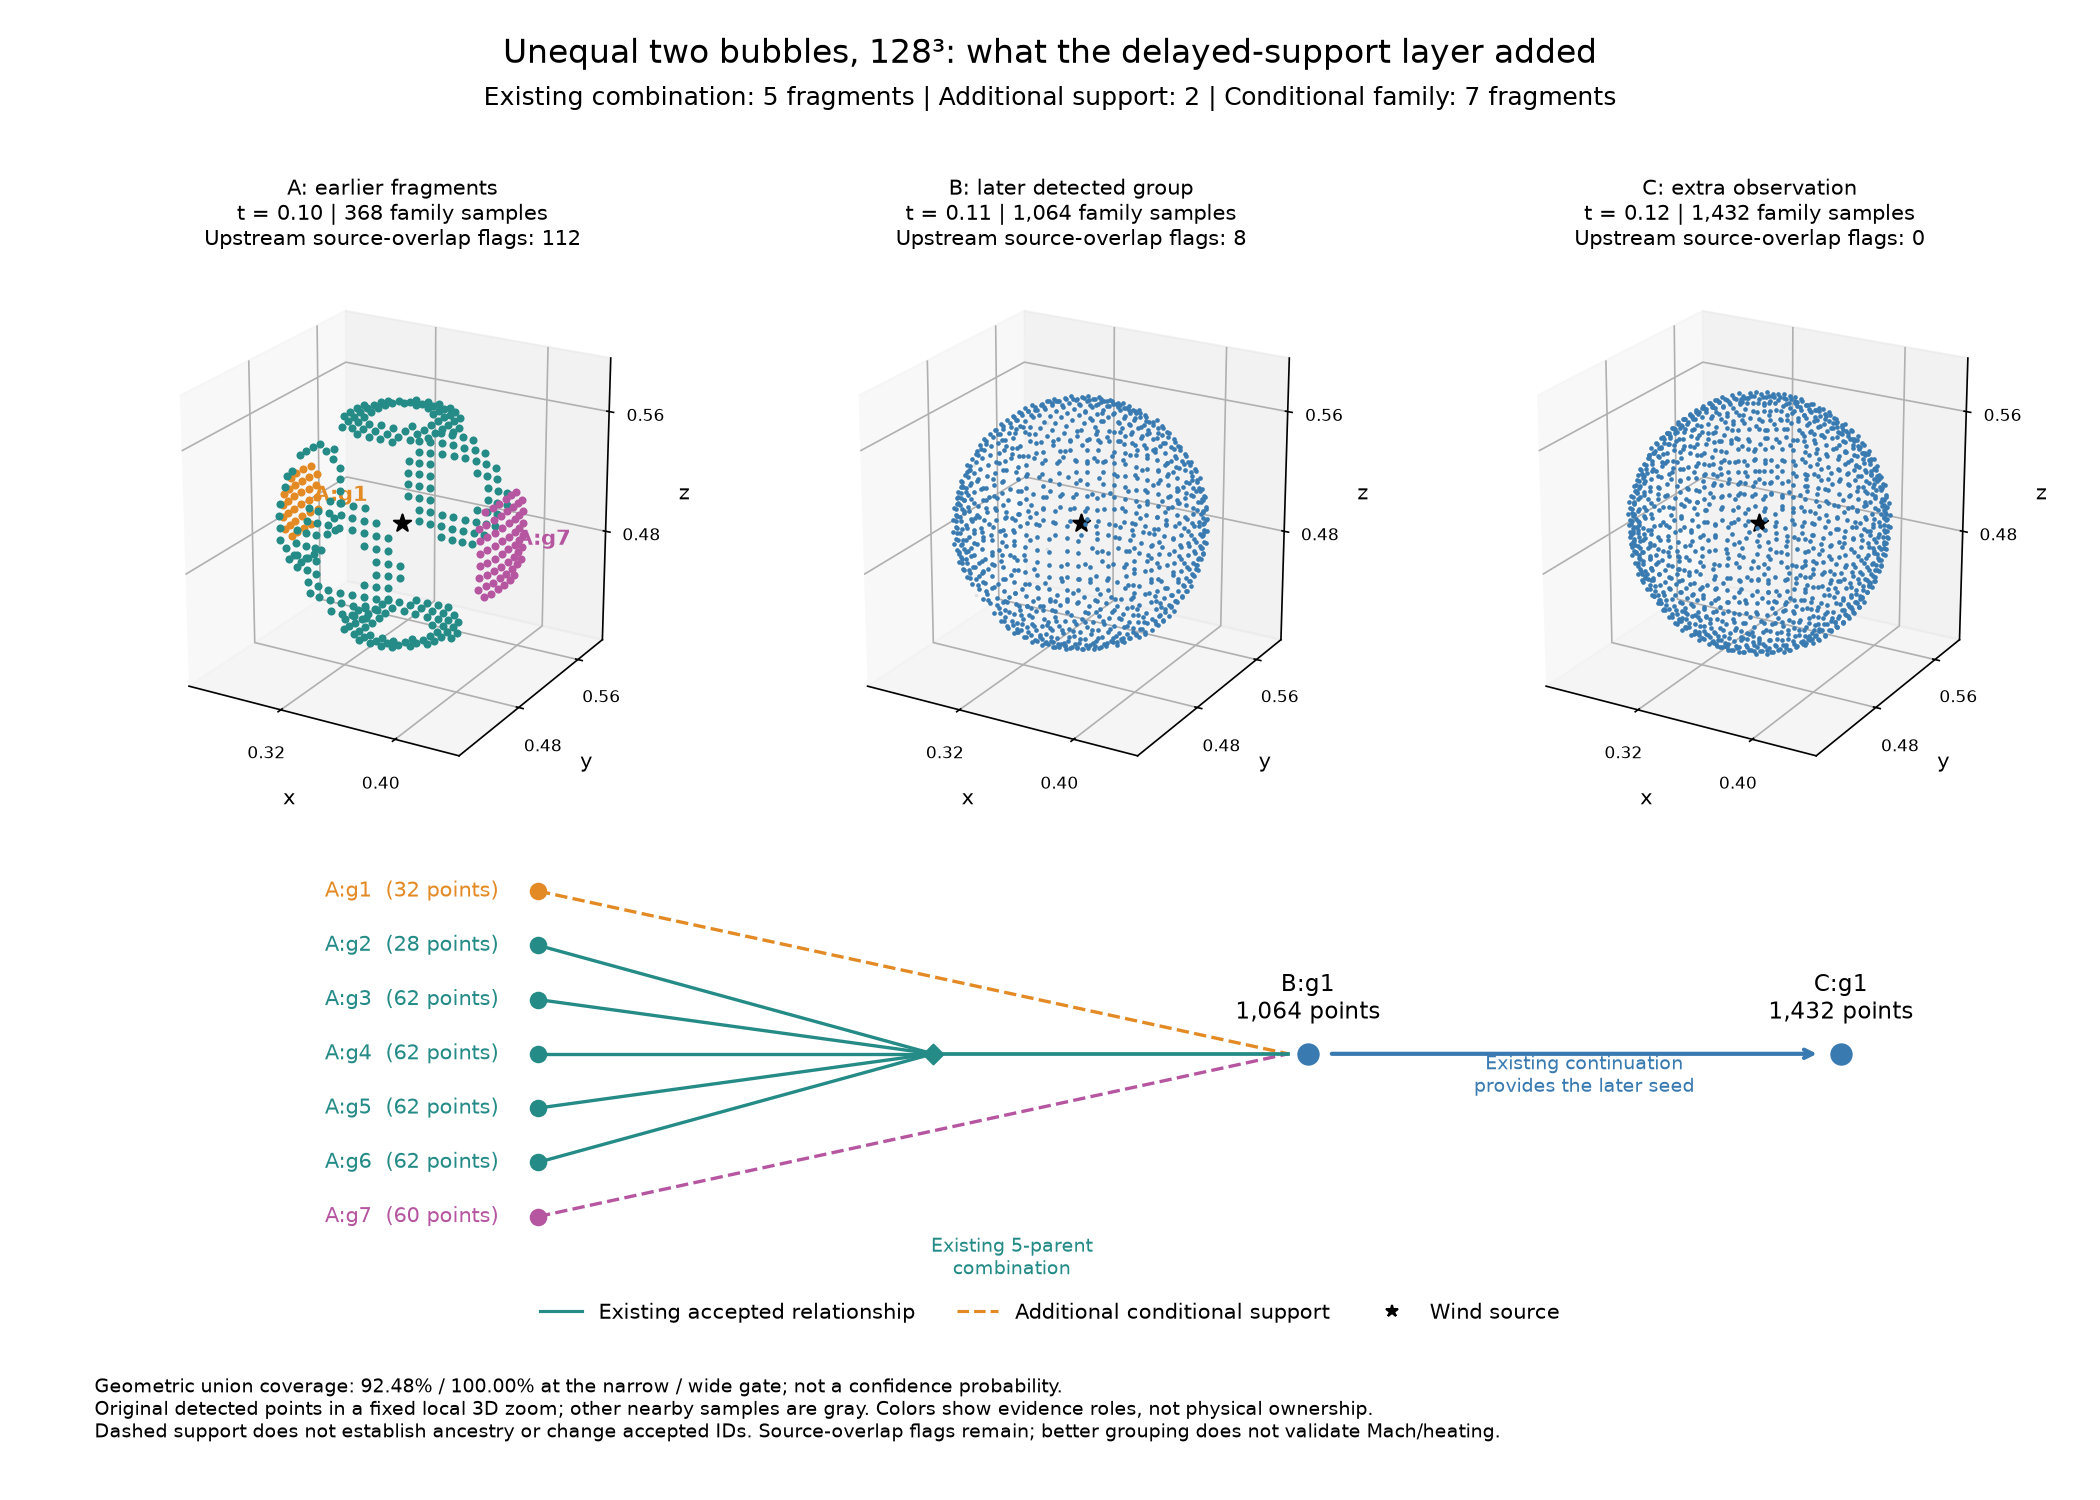 Unequal two bubbles, 128³: what the delayed-support layer added
Existing combination: 5 fragments | Additional support: 2 | Conditional family: 7 fragments
A: earlier fragments
t = 0.10 | 368 family samples
Upstream source-overlap flags: 112
B: later detected group
t = 0.11 | 1,064 family samples
Upstream source-overlap flags: 8
C: extra observation
t = 0.12 | 1,432 family samples
Upstream source-overlap flags: 0
A:g1
A:g7
0.56
z
0.48
0.56
0.48
y
0.32
0.40
x
0.56
z
0.48
0.56
0.48
y
0.32
0.40
x
0.56
z
0.48
0.56
0.48
y
0.32
0.40
x
A:g1 (32 points)
A:g2 (28 points)
A:g3 (62 points)
A:g4 (62 points)
A:g5 (62 points)
A:g6 (62 points)
A:g7 (60 points)
B:g1
1,064 points
C:g1
1,432 points
Existing continuation
provides the later seed
Existing 5-parent
combination
Existing accepted relationship
Additional conditional support
Wind source
Geometric union coverage: 92.48% / 100.00% at the narrow / wide gate; not a confidence probability.
Original detected points in a fixed local 3D zoom; other nearby samples are gray. Colors show evidence roles, not physical ownership.
Dashed support does not establish ancestry or change accepted IDs. Source-overlap flags remain; better grouping does not validate Mach/heating.